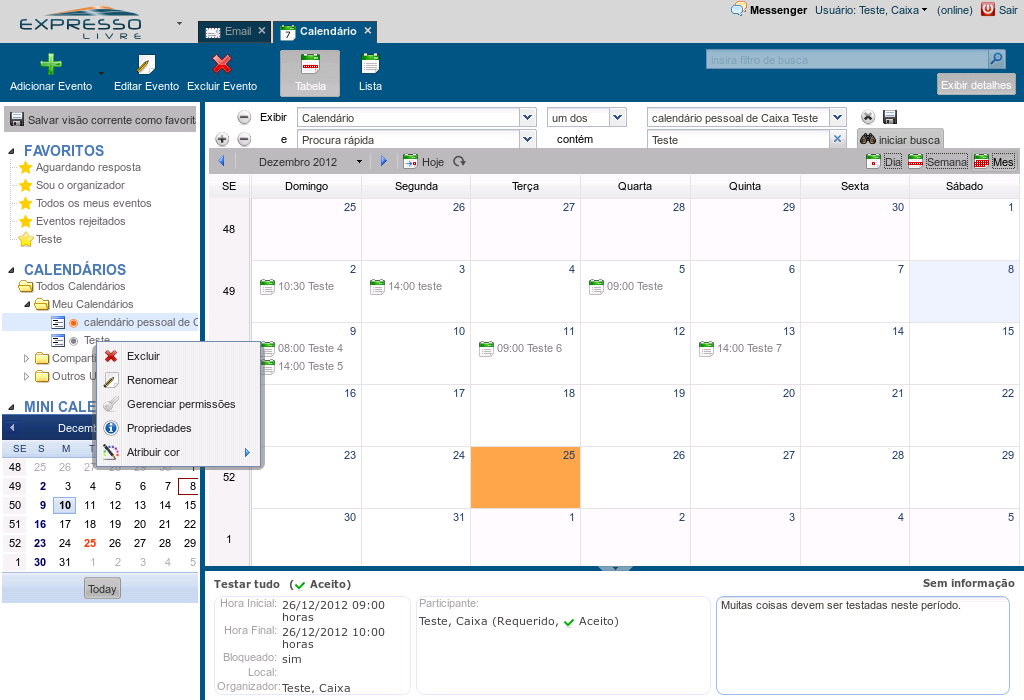 EXPRESSO LIVRE
Email
Calendário
Messenger Usuário: Teste, Caixa (online) Sair
Adicionar Evento Editar Evento Excluir Evento Tabela Lista
insira filtro de busca
Exibir detalhes
Salvar visão corrente como favorit
FAVORITOS
Aguardando resposta
Sou o organizador
Todos os meus eventos
Eventos rejeitados
Teste
CALENDÁRIOS
Todos Calendários
Meu Calendários
calendário pessoal de C
Teste
Comparti
Outros U
Excluir
Renomear
Gerenciar permissões
Propriedades
Atribuir cor
MINI CALE
Decemb
SE S M T
48 25 26 27 28 29 30 1
49 2 3 4 5 6 7 8
50 9 10 11 12 13 14 15
51 16 17 18 19 20 21 22
52 23 24 25 26 27 28 29
1 30 31 1 2 3 4 5
Today
Exibir Calendário um dos calendário pessoal de Caixa Teste
e Procura rápida contém Teste iniciar busca
Dezembro 2012 Hoje Dia Semana Mes
SE Domingo Segunda Terça Quarta Quinta Sexta Sábado
48 25 26 27 28 29 30 1
49 2 3 4 5 6 7 8
10:30 Teste 14:00 teste 09:00 Teste
9 10 11 12 13 14 15
08:00 Teste 4 09:00 Teste 6 14:00 Teste 7
14:00 Teste 5
16 17 18 19 20 21 22
52 23 24 25 26 27 28 29
1 30 31 1 2 3 4 5
Testar tudo ( Aceito) Sem informação
Hora Inicial: 26/12/2012 09:00 horas
Hora Final: 26/12/2012 10:00 horas
Bloqueado: sim
Local:
Organizador: Teste, Caixa
Participante:
Teste, Caixa (Requerido, Aceito)
Muitas coisas devem ser testadas neste período.